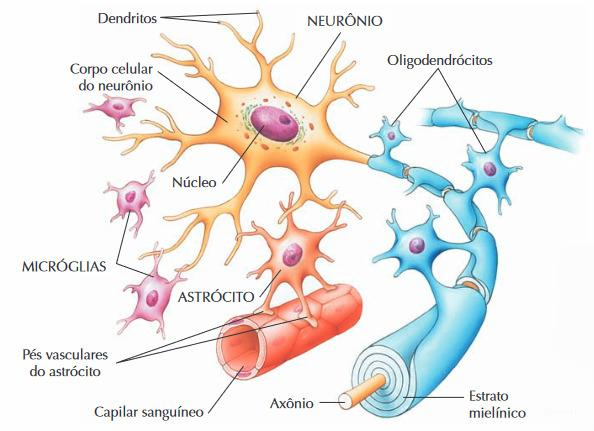 Dendritos
NEURÔNIO
Oligodendrócitos
Corpo celular
do neurônio
Núcleo
MICRÓGLIAS
ASTRÓCITO
Pés vasculares
do astrócito
Capilar sanguíneo
Axônio
Estrato
mielínico